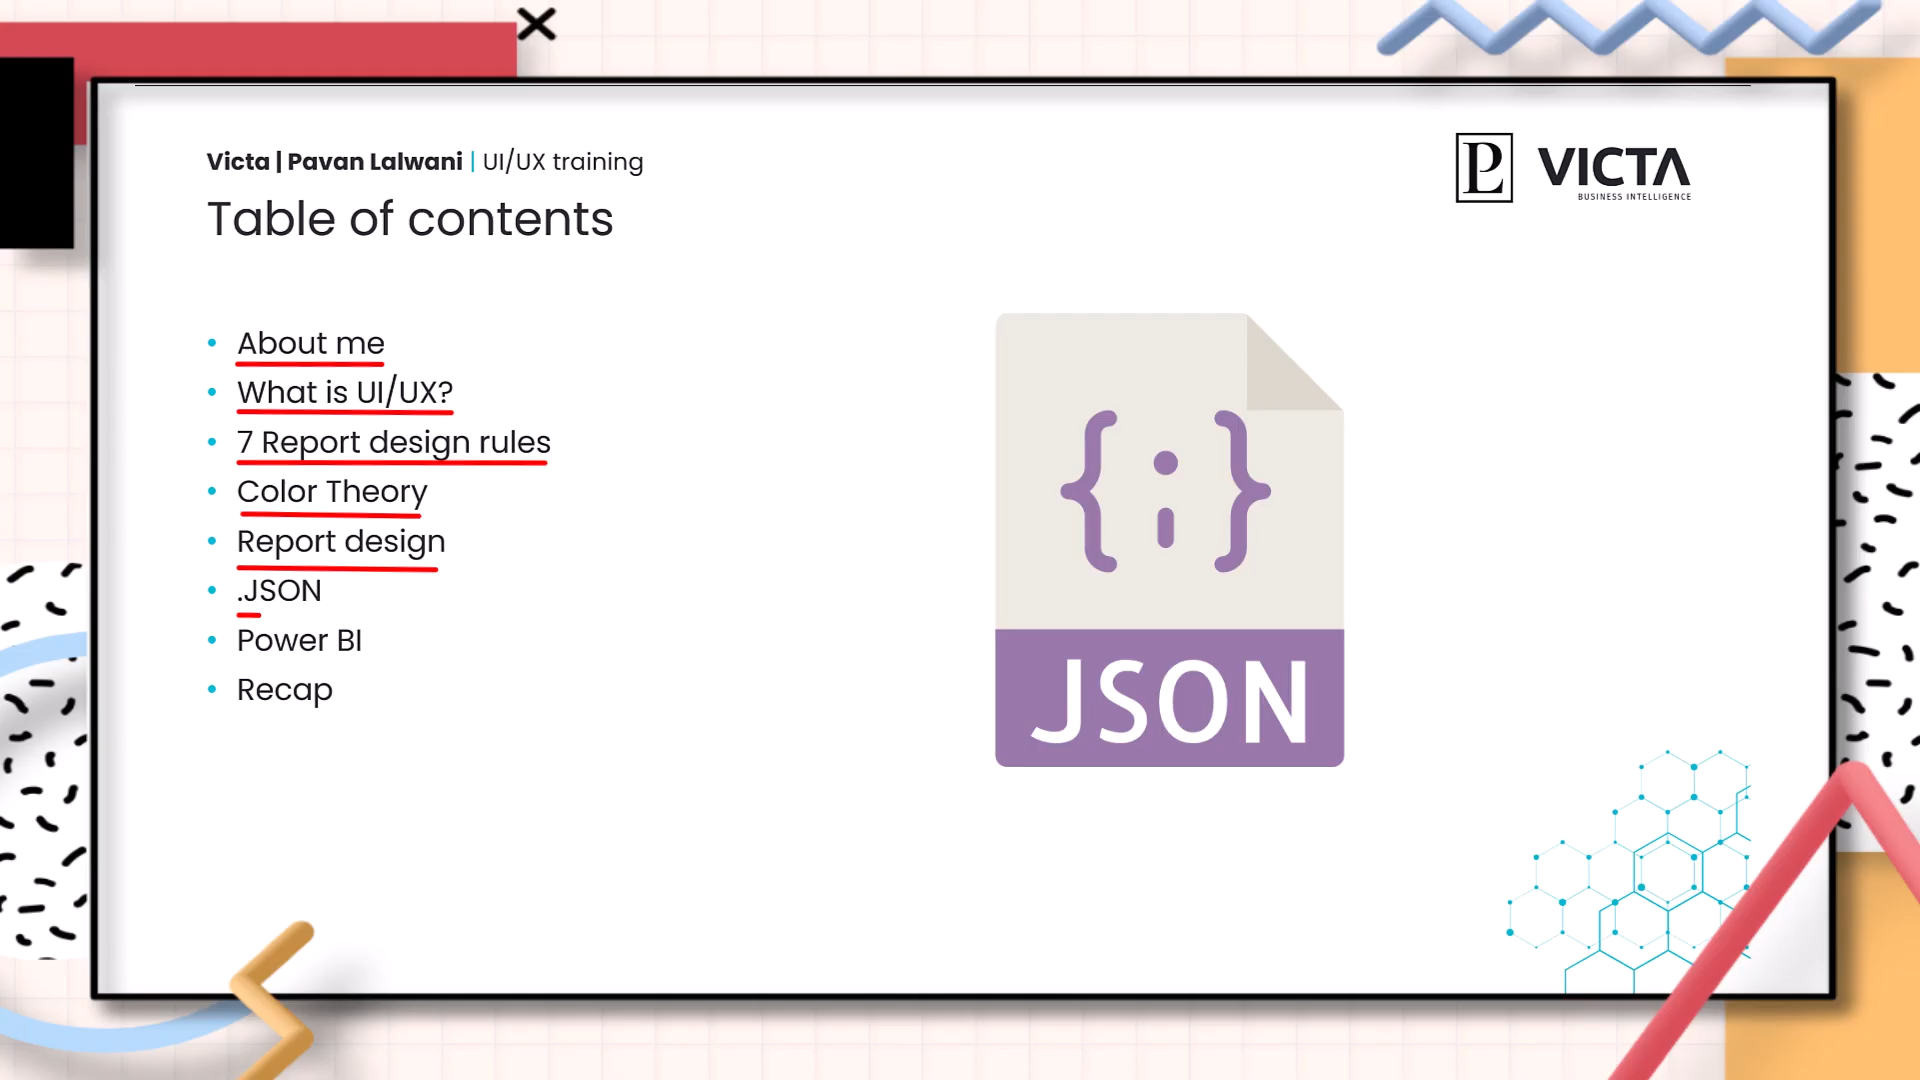 Victa | Pavan Lalwani | UI/UX training
Table of contents
P
VICTA
BUSINESS INTELLIGENCE
• About me
• What is UI/UX?
• 7 Report design rules
• Color Theory
• Report design
• .JSON
• Power BI
• Recap
{ ; }
JSON